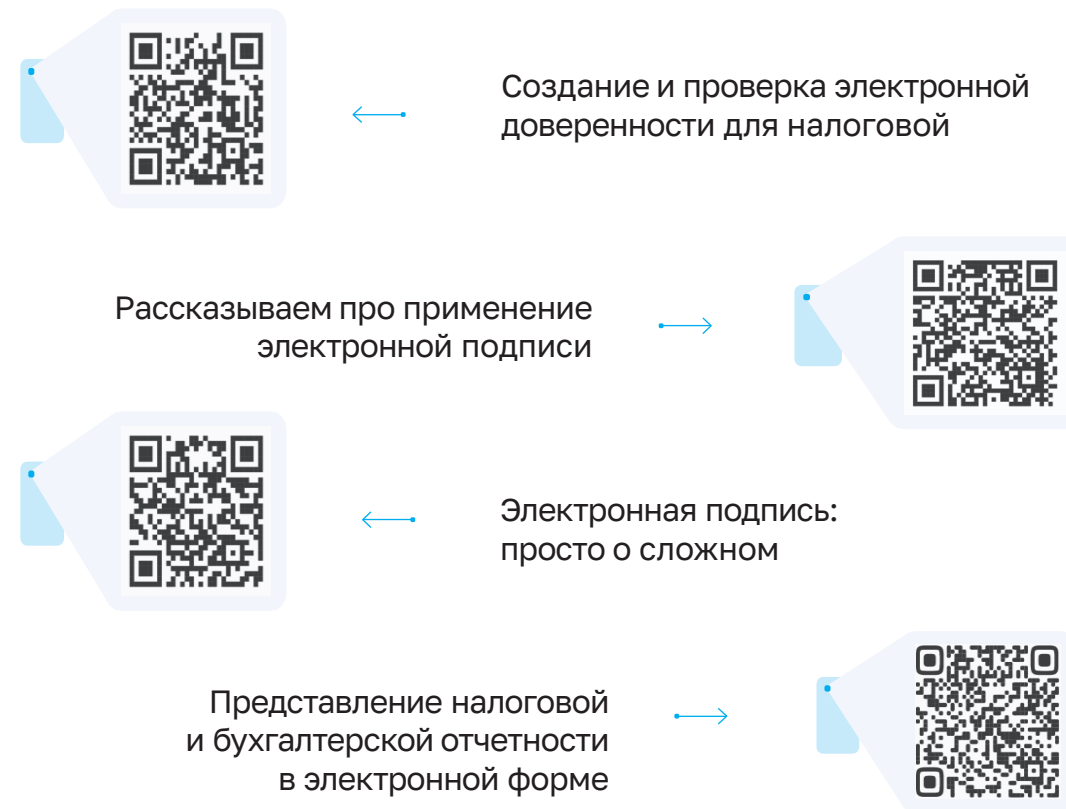 Создание и проверка электронной
доверенности для налоговой
Рассказываем про применение
электронной подписи
Электронная подпись:
просто о сложном
Представление налоговой
и бухгалтерской отчетности
в электронной форме